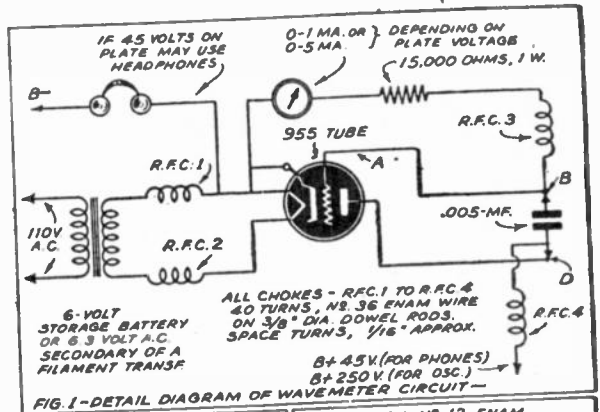 IF 45 VOLTS ON
PLATE MAY USE
HEADPHONES
0-1 MA. OR
0-5 MA.
DEPENDING ON
PLATE VOLTAGE
15,000 OHMS, 1 W.
B-
955 TUBE
A
R.F.C. 3
R.F.C. 1
B
.005-MF.
110V
A.C.
R.F.C. 2
D
6-VOLT
STORAGE BATTERY
OR 6.3 VOLT A.C.
SECONDARY OF A
FILAMENT TRANSF.
ALL CHOKES - RFC. 1 TO R.F.C. 4
40 TURNS, Nº. 36 ENAM WIRE
ON 3/8" DIA. DOWEL RODS.
SPACE TURNS, 1/16" APPROX.
R.F.C. 4
B+ 45 V. (FOR PHONES)
B+ 250 V. (FOR OSC.)
FIG. 1-DETAIL DIAGRAM OF WAVEMETER CIRCUIT-